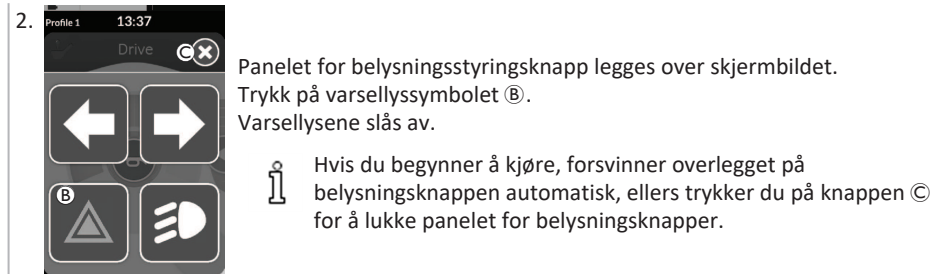 2.
Profile 1 13:37
Drive Ⓒ
Panelet for belysningsstyringsknapp legges over skjermbildet.
Trykk på varsellyssymbolet Ⓑ.
Varsellysene slås av.
Hvis du begynner å kjøre, forsvinner overlegget på
belysningsknappen automatisk, ellers trykker du på knappen Ⓒ
for å lukke panelet for belysningsknapper.
Ⓑ